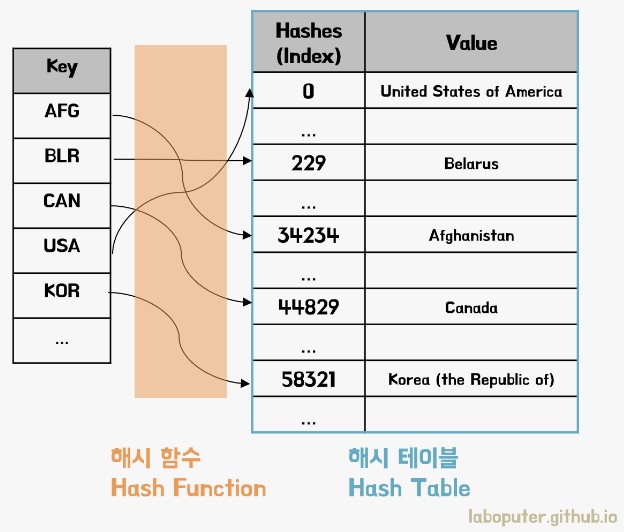 Key
AFG
BLR
CAN
USA
KOR
...
Hashes
(Index)
Value
0
United States of America
...
229
Belarus
...
34234
Afghanistan
...
44829
Canada
...
58321
Korea (the Republic of)
...
해시 함수
Hash Function
해시 테이블
Hash Table
laboputer.github.io